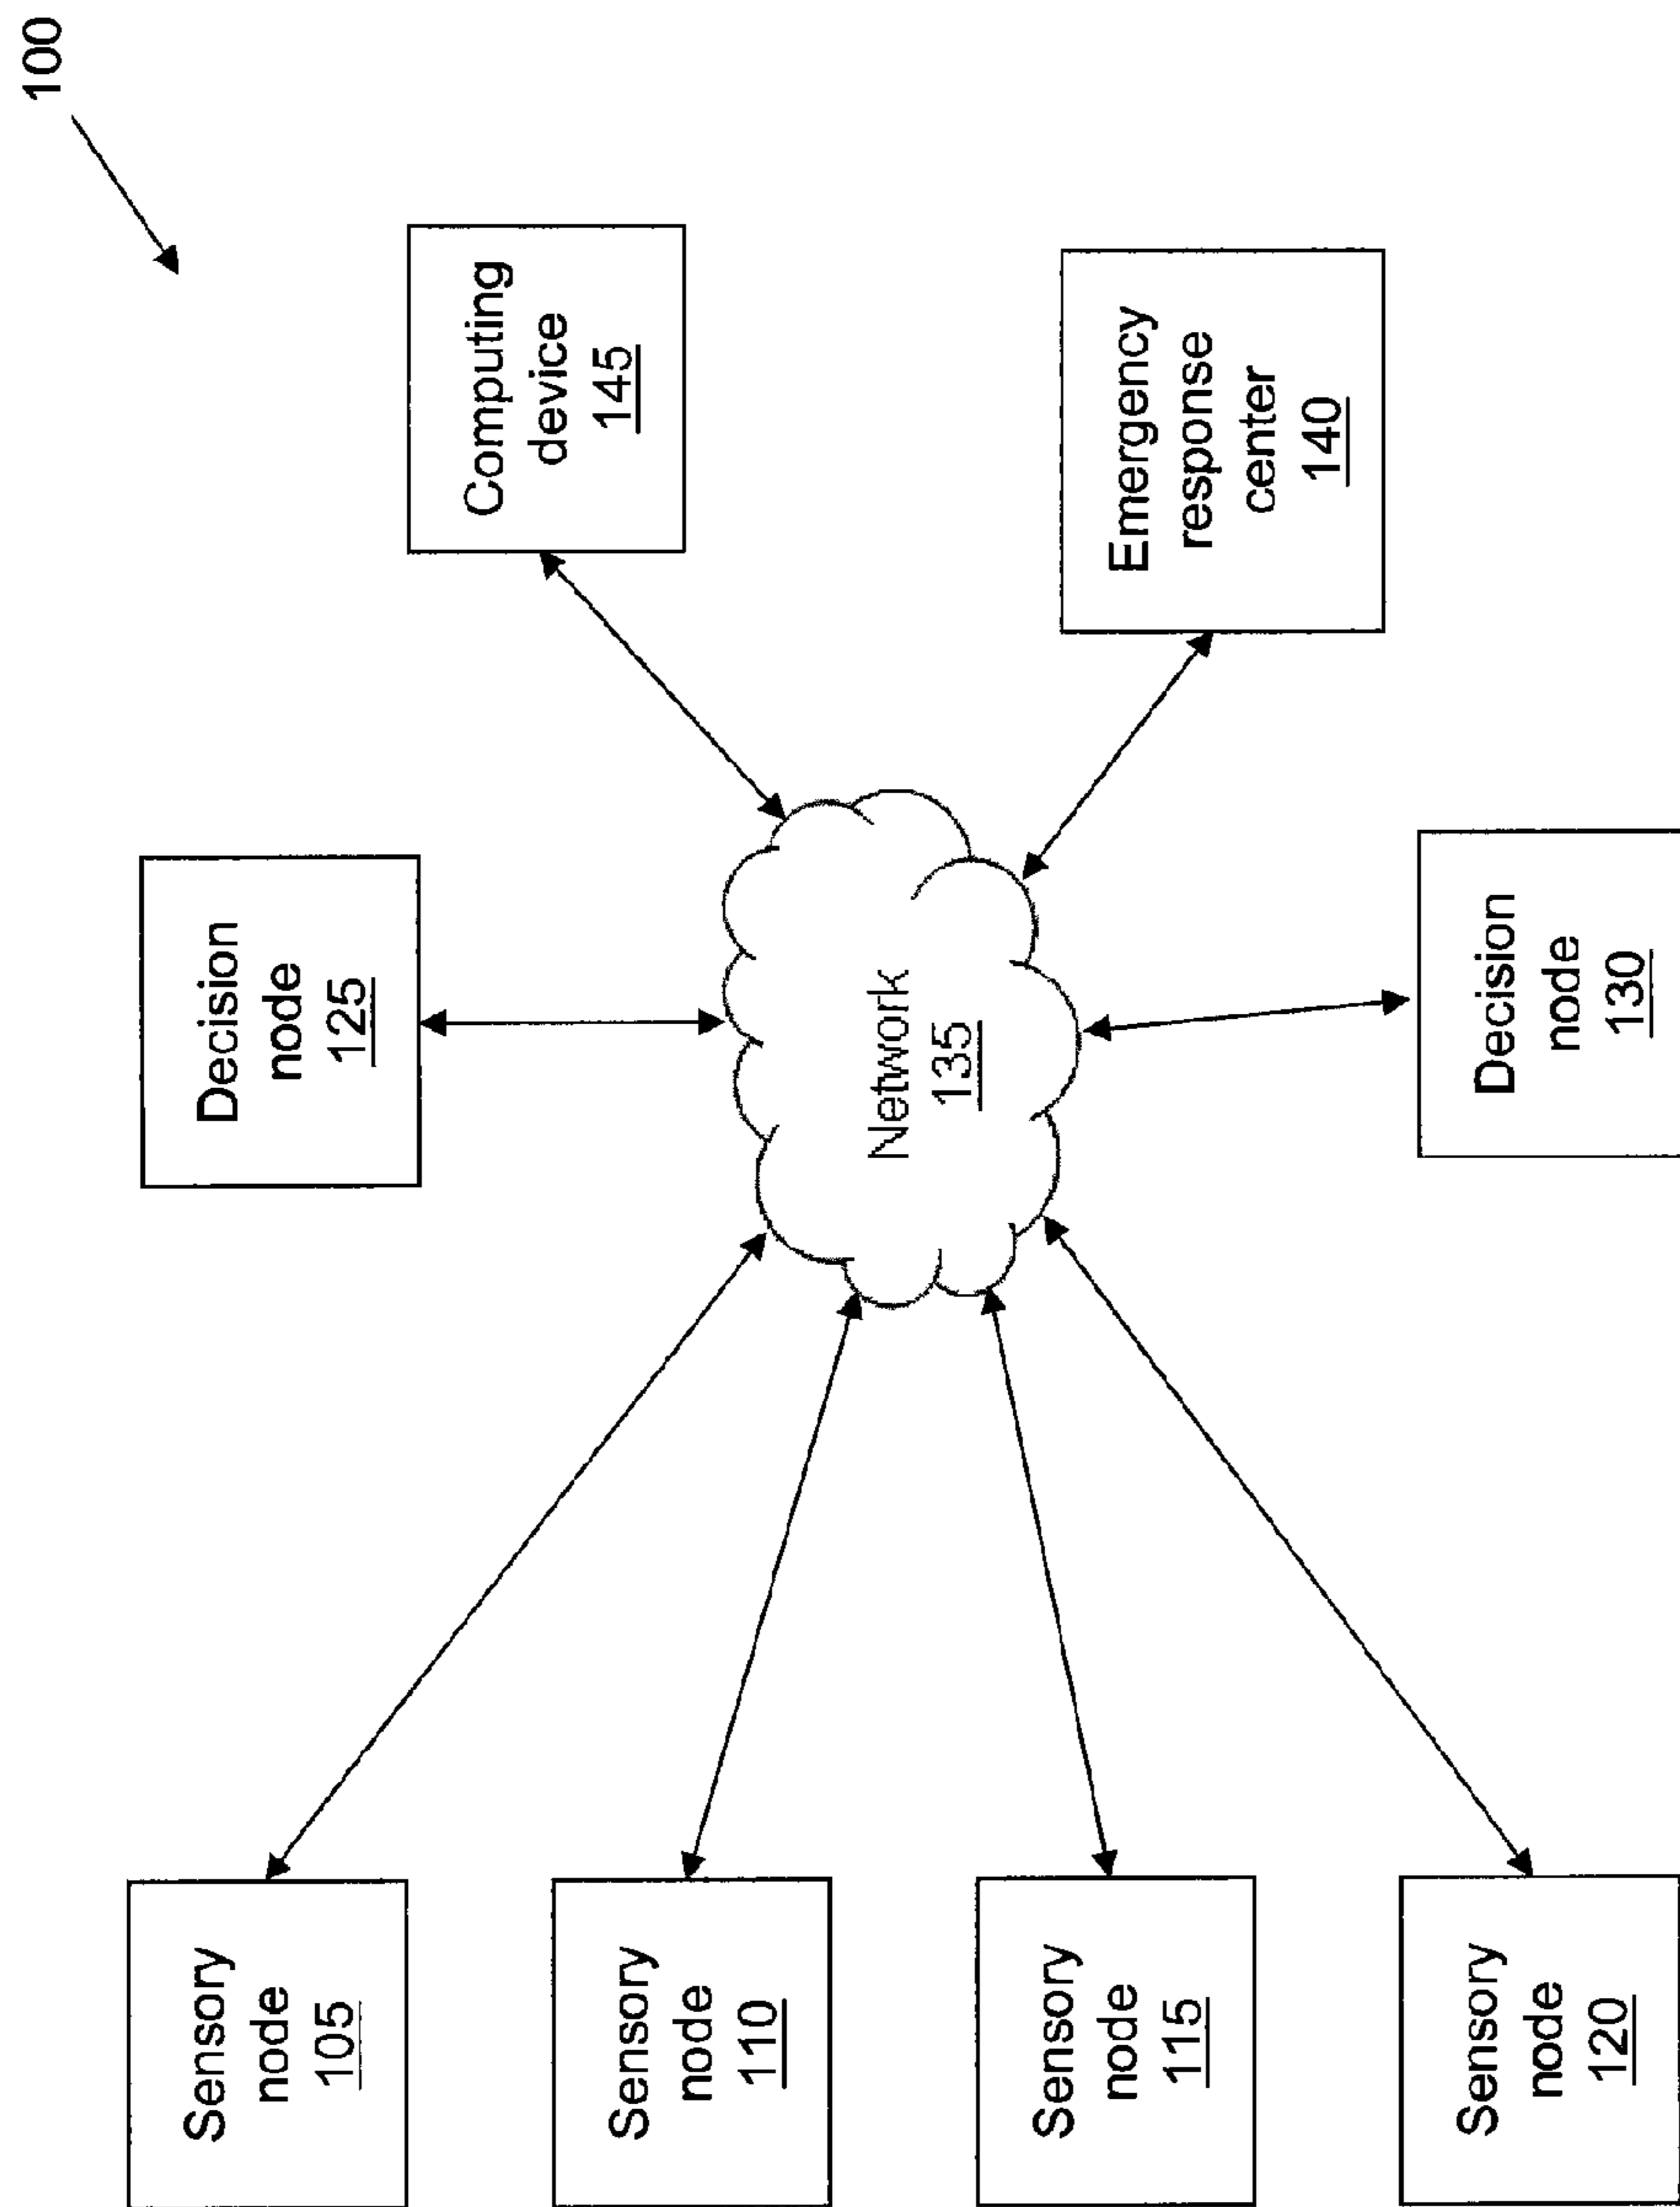 100
Sensory
node
105
Sensory
node
110
Sensory
node
115
Sensory
node
120
Decision
node
125
Network
135
Decision
node
130
Computing
device
145
Emergency
response
center
140